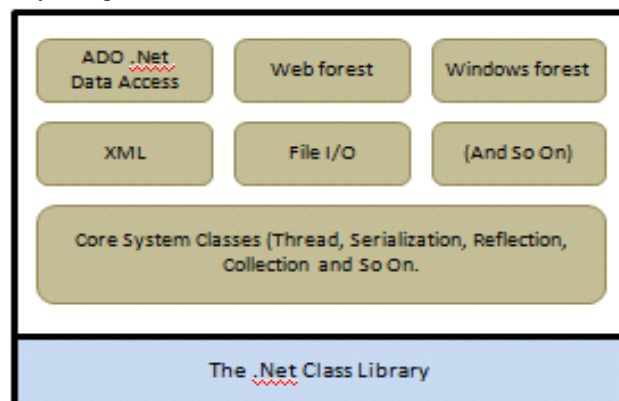 ADO .Net
Data Access
Web forest
Windows forest
XML
File I/O
(And So On)
Core System Classes (Thread, Serialization, Reflection,
Collection and So On.
The .Net Class Library